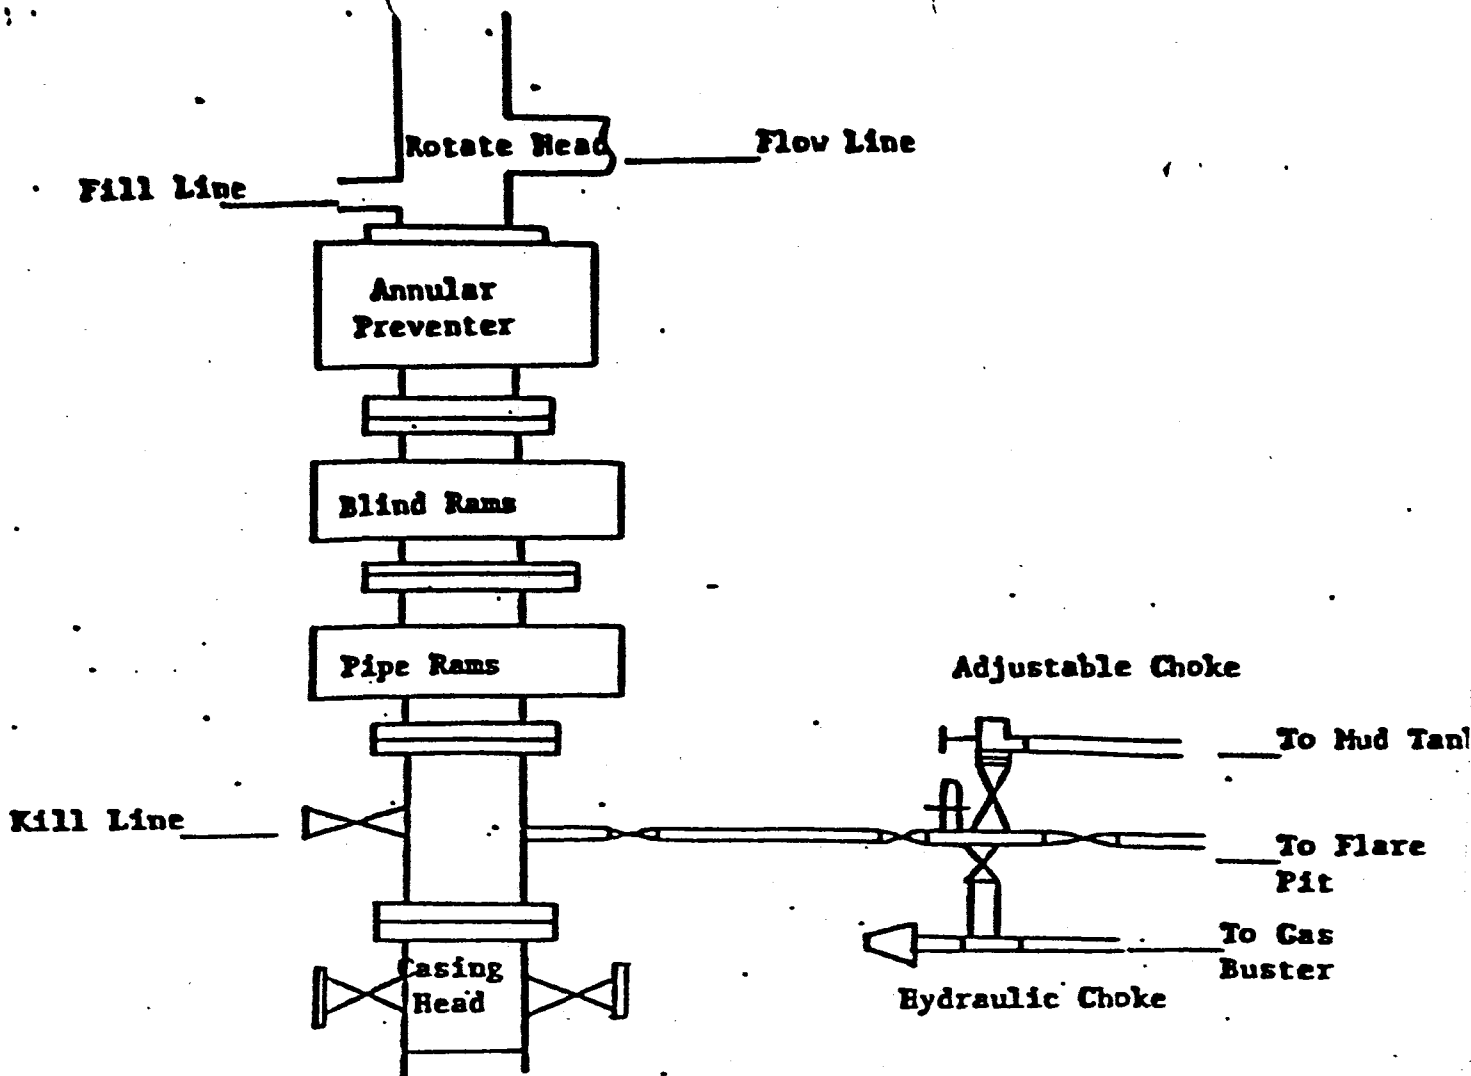 Rotate Head
Flow Line
Fill Line
Annular
Preventer
Blind Rams
Pipe Rams
Adjustable Choke
To Mud Tank
Kill Line
To Flare
Pit
To Gas
Buster
Casing
Head
Hydraulic Choke